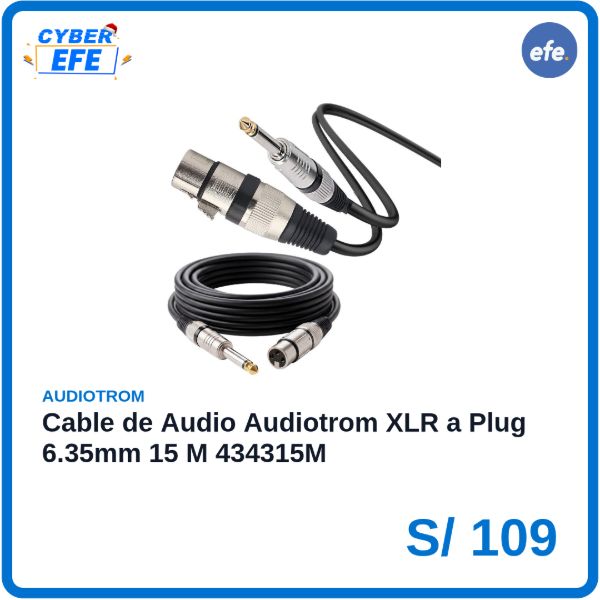 CYBER
EFE
efe.
AUDIOTROM
Cable de Audio Audiotrom XLR a Plug
6.35mm 15 M 434315M
S/ 109